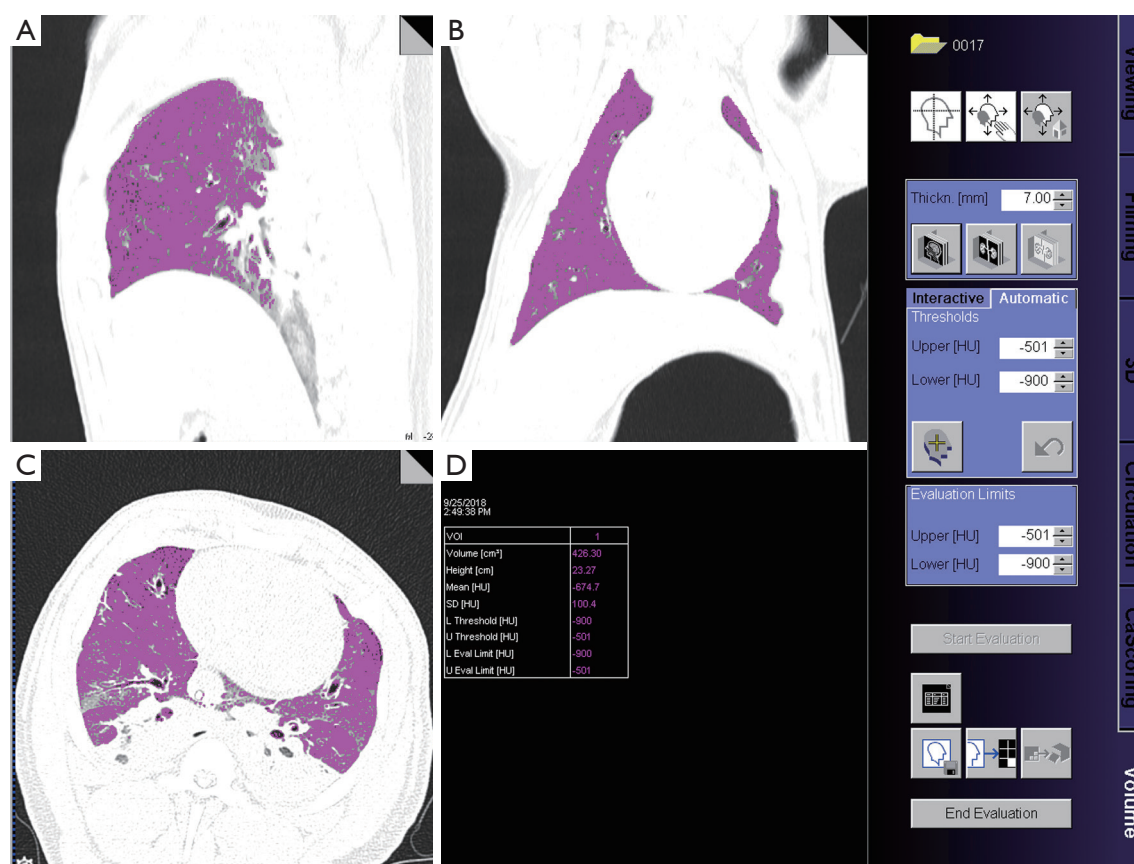 A
B
C
D
9/25/2018
2:49:38 PM
VOI 1
Volume [cm³] 426.30
Height [cm] 23.27
Mean [HU] -674.7
SD [HU] 100.4
L Threshold [HU] -900
U Threshold [HU] -501
L Eval Limit [HU] -900
U Eval Limit [HU] -501
0017
Thickn. [mm] 7.00
Interactive Automatic
Thresholds
Upper [HU] -501
Lower [HU] -900
Evaluation Limits
Upper [HU] -501
Lower [HU] -900
Start Evaluation
End Evaluation
Viewing
Filming
3D
Circulation
CaScoring
Volume